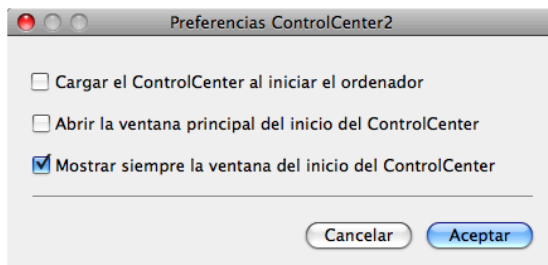 Preferencias ControlCenter2
Cargar el ControlCenter al iniciar el ordenador
Abrir la ventana principal del inicio del ControlCenter
Mostrar siempre la ventana del inicio del ControlCenter
Cancelar
Aceptar